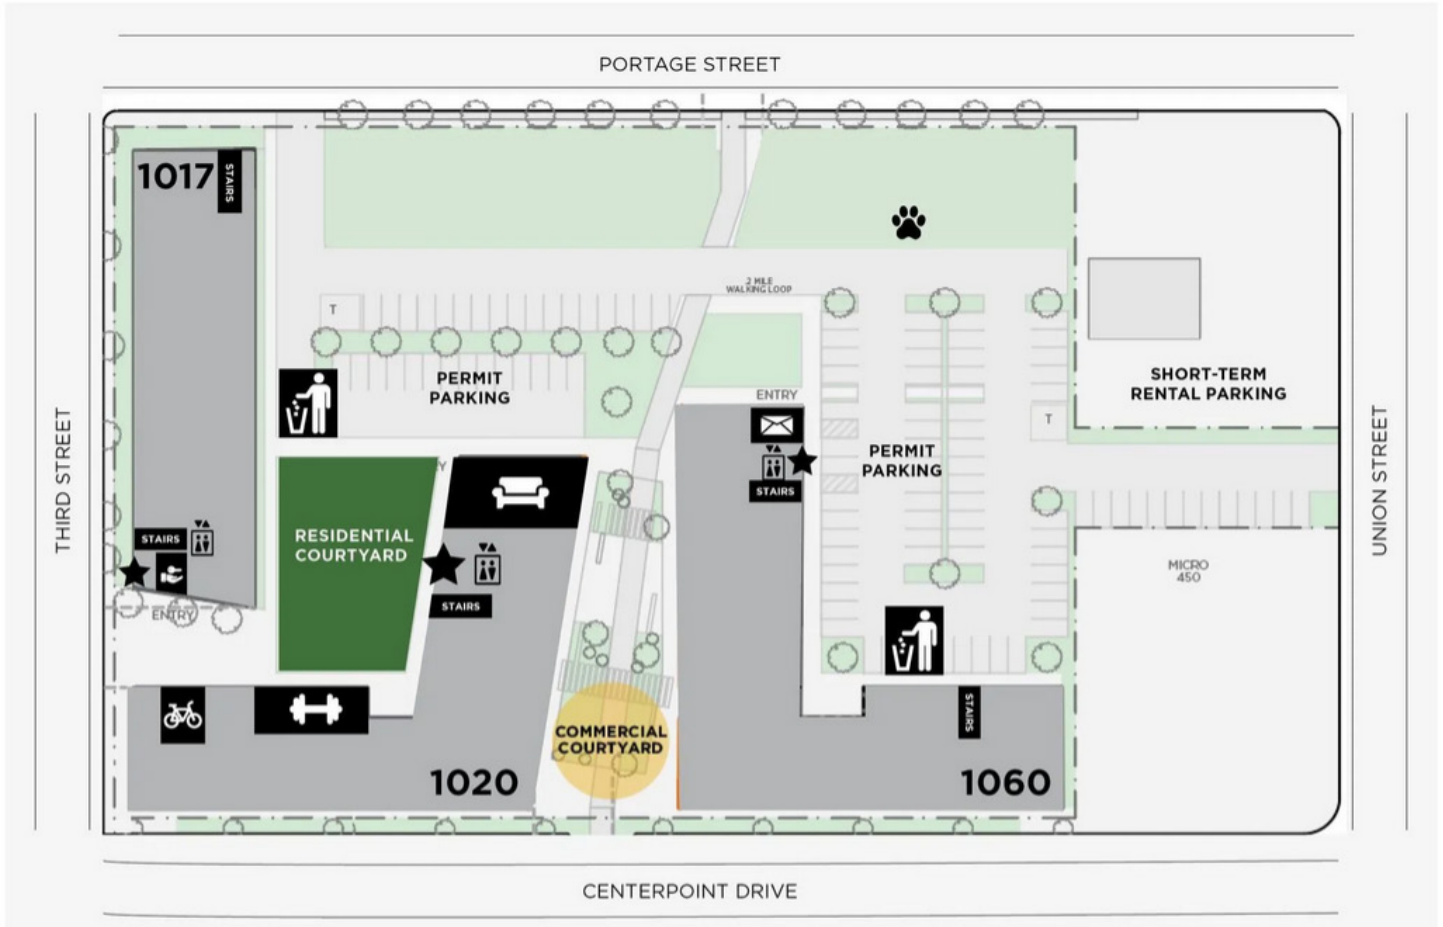 PORTAGE STREET
1017
STAIRS
.2 MILE
WALKING LOOP
T
PERMIT
PARKING
ENTRY
SHORT-TERM
RENTAL PARKING
T
PERMIT
PARKING
STAIRS
THIRD STREET
UNION STREET
Y
RESIDENTIAL
COURTYARD
STAIRS
STAIRS
ENTRY
MICRO
450
COMMERCIAL
COURTYARD
STAIRS
1020
1060
CENTERPOINT DRIVE